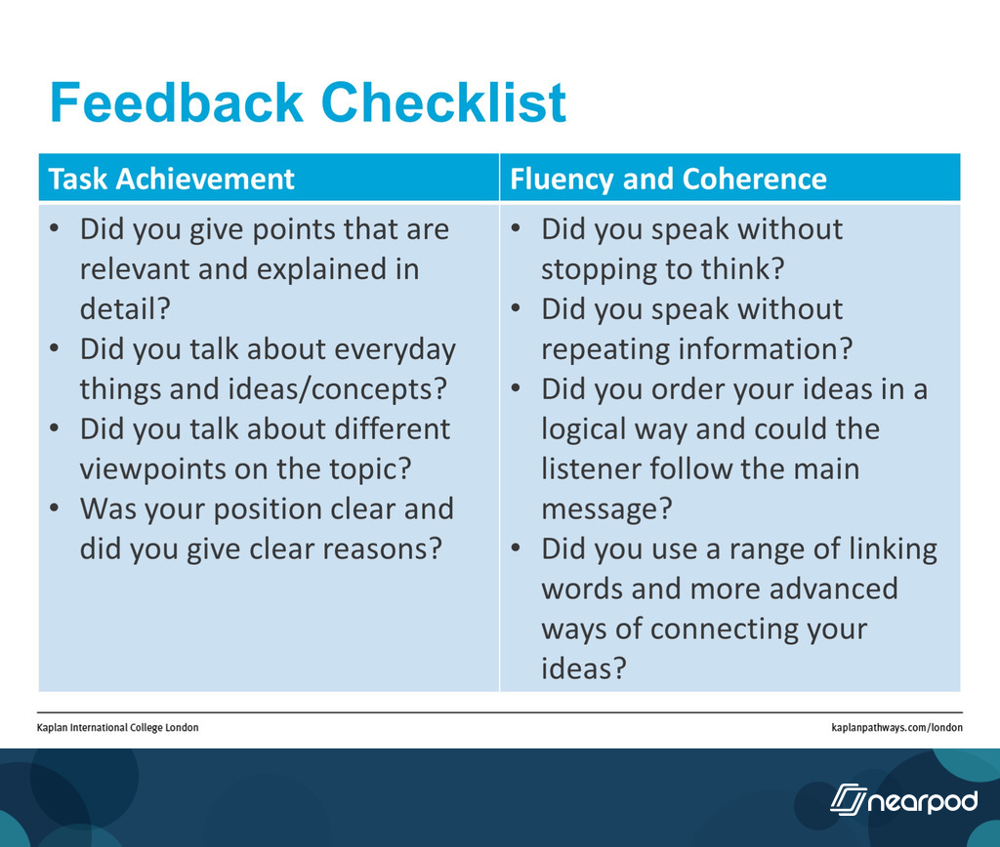 Feedback Checklist
Task Achievement
• Did you give points that are
relevant and explained in
detail?
• Did you talk about everyday
things and ideas/concepts?
• Did you talk about different
viewpoints on the topic?
• Was your position clear and
did you give clear reasons?
Fluency and Coherence
• Did you speak without
stopping to think?
• Did you speak without
repeating information?
• Did you order your ideas in a
logical way and could the
listener follow the main
message?
• Did you use a range of linking
words and more advanced
ways of connecting your
ideas?
Kaplan International College London
kaplanpathways.com/london
nearpod